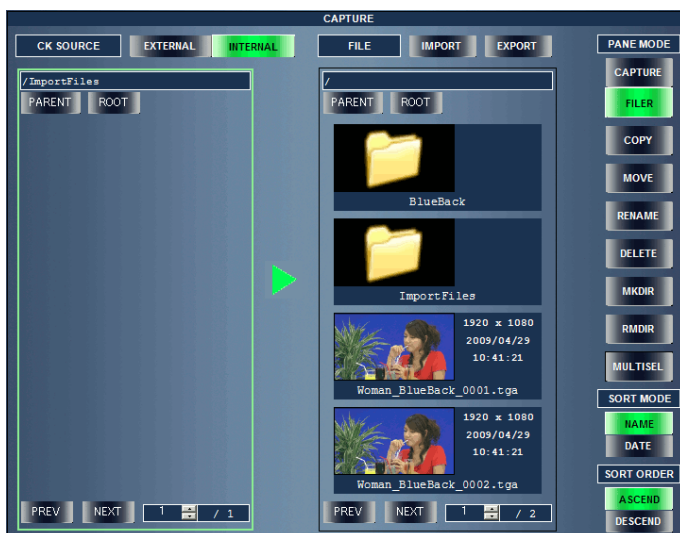 CAPTURE
CK SOURCE EXTERNAL INTERNAL
FILE IMPORT EXPORT
PANE MODE
/ImportFiles
PARENT ROOT
PREV NEXT 1 / 1
/
PARENT ROOT
BlueBack
ImportFiles
1920 x 1080
2009/04/29
10:41:21
Woman_BlueBack_0001.tga
1920 x 1080
2009/04/29
10:41:21
Woman_BlueBack_0002.tga
PREV NEXT 1 / 2
CAPTURE
FILER
COPY
MOVE
RENAME
DELETE
MKDIR
RMDIR
MULTISEL
SORT MODE
NAME
DATE
SORT ORDER
ASCEND
DESCEND